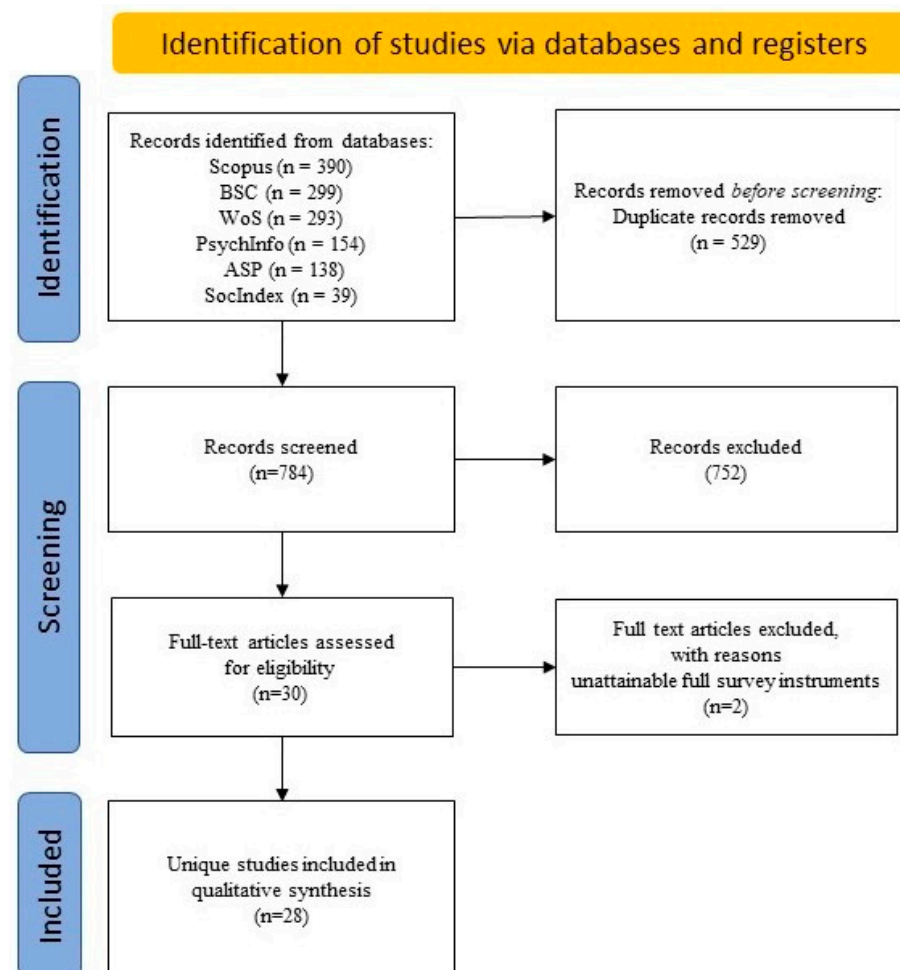 Identification of studies via databases and registers
Identification
Records identified from databases:
Scopus (n = 390)
BSC (n = 299)
WoS (n = 293)
PsychInfo (n = 154)
ASP (n = 138)
SocIndex (n = 39)
Records removed before screening:
Duplicate records removed
(n = 529)
Screening
Records screened
(n=784)
Records excluded
(752)
Full-text articles assessed
for eligibility
(n=30)
Full text articles excluded,
with reasons
unattainable full survey instruments
(n=2)
Included
Unique studies included in
qualitative synthesis
(n=28)